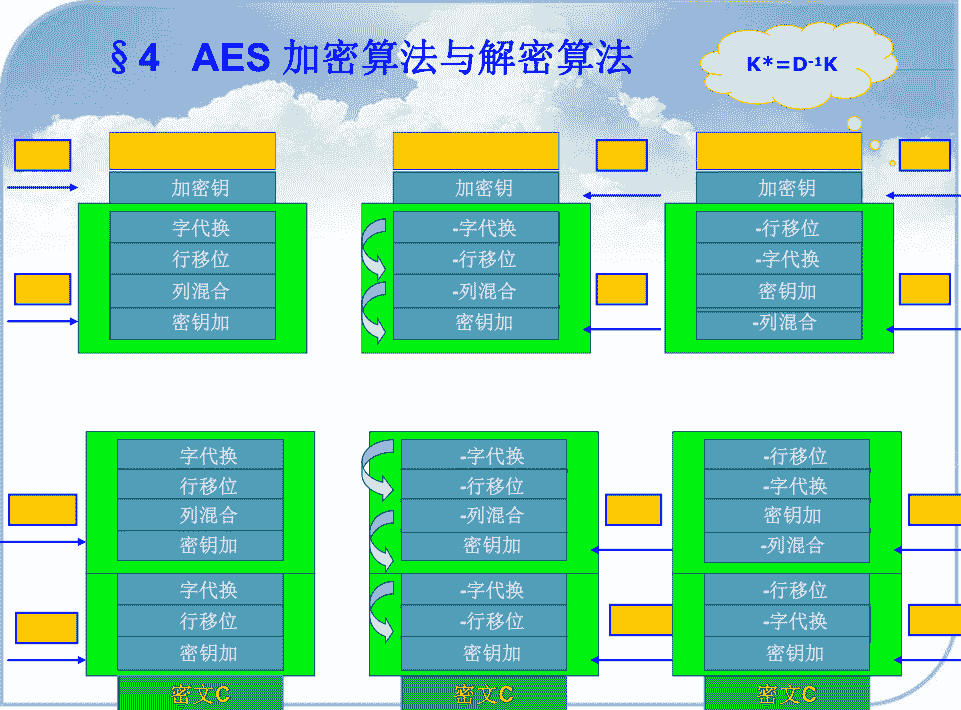 §4 AES 加密算法与解密算法
K*=D-1K
加密钥
字代换
行移位
列混合
密钥加
字代换
行移位
列混合
密钥加
字代换
行移位
密钥加
密文C
加密钥
-字代换
-行移位
-列混合
密钥加
-字代换
-行移位
-列混合
密钥加
-字代换
-行移位
密钥加
密文C
加密钥
-行移位
-字代换
密钥加
-列混合
-行移位
-字代换
密钥加
-列混合
-行移位
-字代换
密钥加
密文C